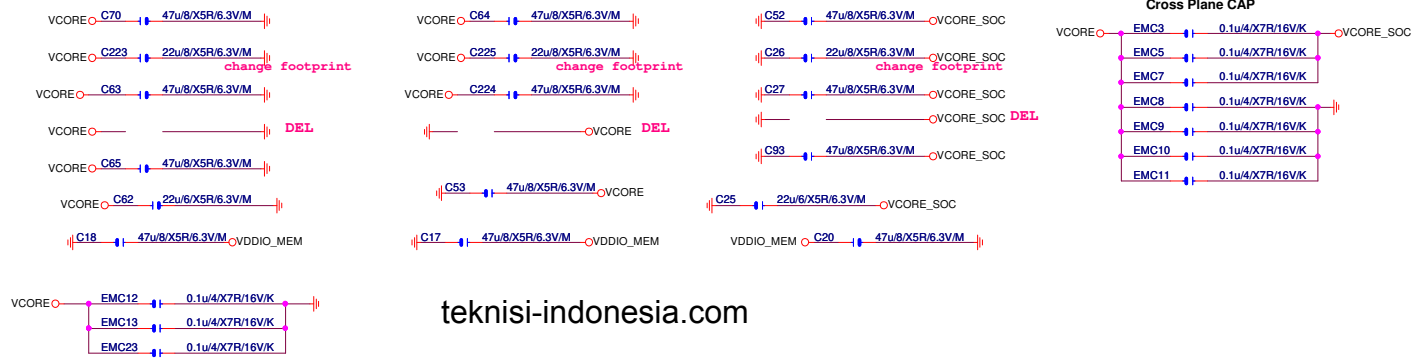 VCORE C70 47u/8/X5R/6.3V/M
VCORE C223 22u/8/X5R/6.3V/M
change footprint
VCORE C63 47u/8/X5R/6.3V/M
VCORE DEL
VCORE C65 47u/8/X5R/6.3V/M
VCORE C62 22u/6/X5R/6.3V/M
C18 47u/8/X5R/6.3V/M VDDIO_MEM
VCORE C64 47u/8/X5R/6.3V/M
VCORE C225 22u/8/X5R/6.3V/M
change footprint
VCORE C224 47u/8/X5R/6.3V/M
VCORE DEL
C53 47u/8/X5R/6.3V/M VCORE
C17 47u/8/X5R/6.3V/M VDDIO_MEM
C52 47u/8/X5R/6.3V/M VCORE_SOC
C26 22u/8/X5R/6.3V/M VCORE_SOC
change footprint
C27 47u/8/X5R/6.3V/M VCORE_SOC
VCORE_SOC DEL
C93 47u/8/X5R/6.3V/M VCORE_SOC
C25 22u/6/X5R/6.3V/M VCORE_SOC
VDDIO_MEM C20 47u/8/X5R/6.3V/M
Cross Plane CAP
VCORE EMC3 0.1u/4/X7R/16V/K VCORE_SOC
EMC5 0.1u/4/X7R/16V/K
EMC7 0.1u/4/X7R/16V/K
EMC8 0.1u/4/X7R/16V/K
EMC9 0.1u/4/X7R/16V/K
EMC10 0.1u/4/X7R/16V/K
EMC11 0.1u/4/X7R/16V/K
VCORE EMC12 0.1u/4/X7R/16V/K
EMC13 0.1u/4/X7R/16V/K
EMC23 0.1u/4/X7R/16V/K
teknisi-indonesia.com